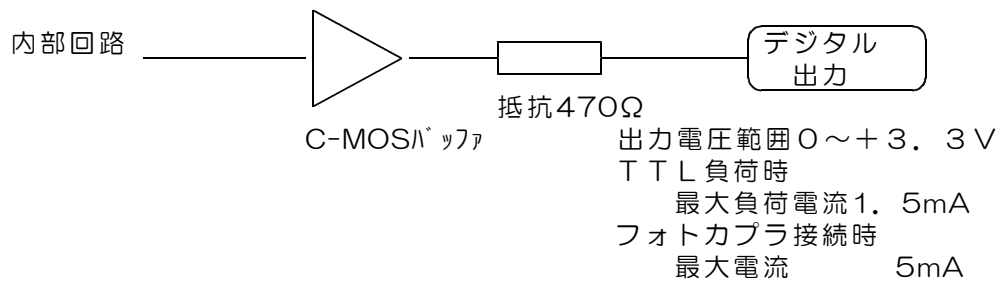 内部回路
デジタル
出力
抵抗470Ω
C-MOSﾊﾞｯﾌｧ
出力電圧範囲０～＋３．３Ｖ
ＴＴＬ負荷時
最大負荷電流1．5mA
フォトカプラ接続時
最大電流　　　5mA